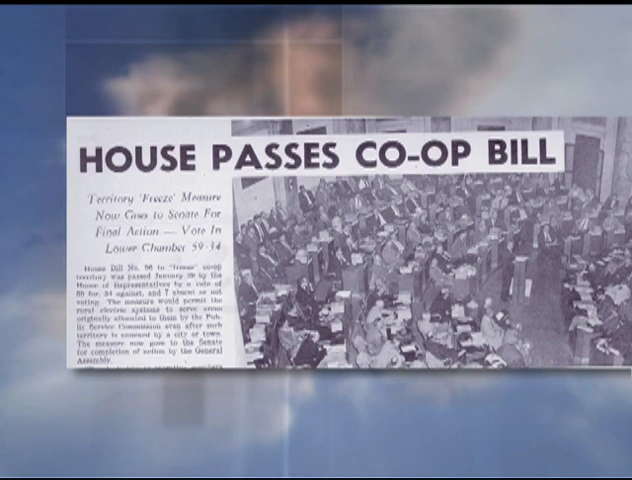 HOUSE PASSES CO-OP BILL
Territory 'Freeze' Measure
Now Goes to Senate For
Final Action — Vote In
Lower Chamber 59-34
House Bill No. 56 to "freeze" co-op
territory was passed January 29 by the
House of Representatives by a vote of
59 for, 34 against, and 7 absent or not
voting. The measure would permit the
rural electric systems to serve areas
originally allocated to them by the Pub-
lic Service Commission even after such
territory is annexed by a city or town.
The measure now goes to the Senate
for completion of action by the General
Assembly.